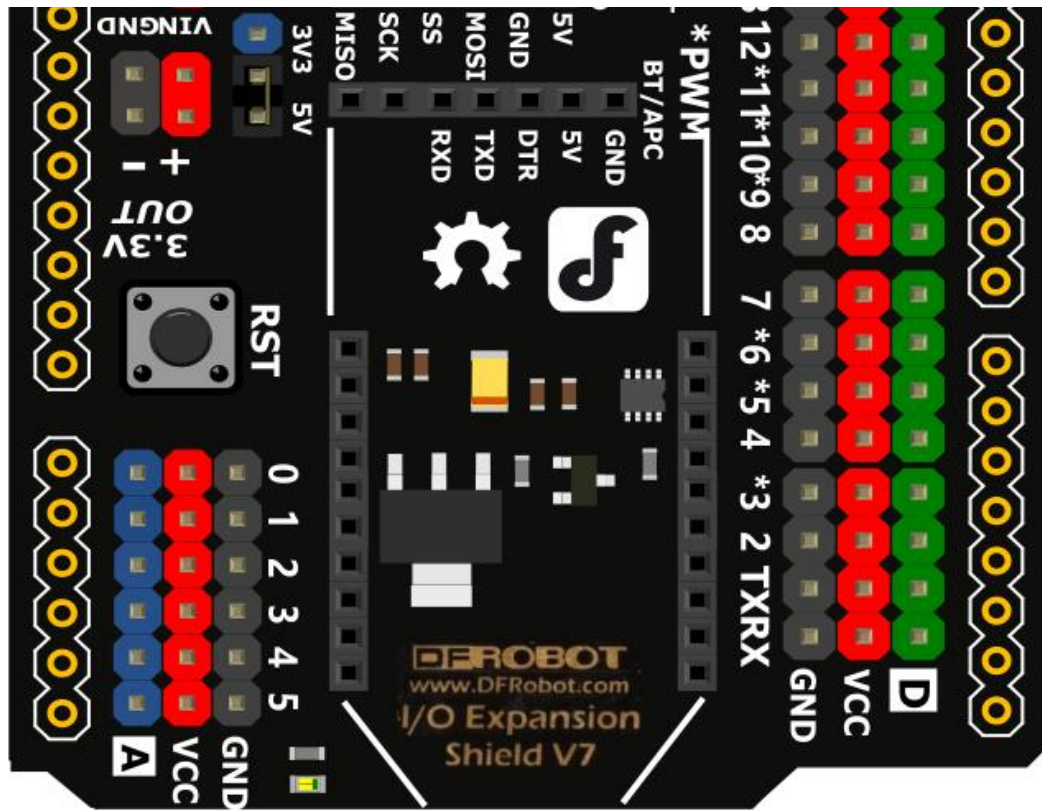 VINGND
3V3
5V
- +
3.3V
OUT
RST
MISO
SCK
SS
MOSI
GND
5V
RXD
TXD
DTR
5V
GND
BT/APC
*PWM
12
*11
*10
*9
8
7
*6
*5
4
*3
2
TX
RX
GND
VCC
D
0
1
2
3
4
5
A
VCC
GND
DFROBOT
www.DFRobot.com
I/O Expansion
Shield V7